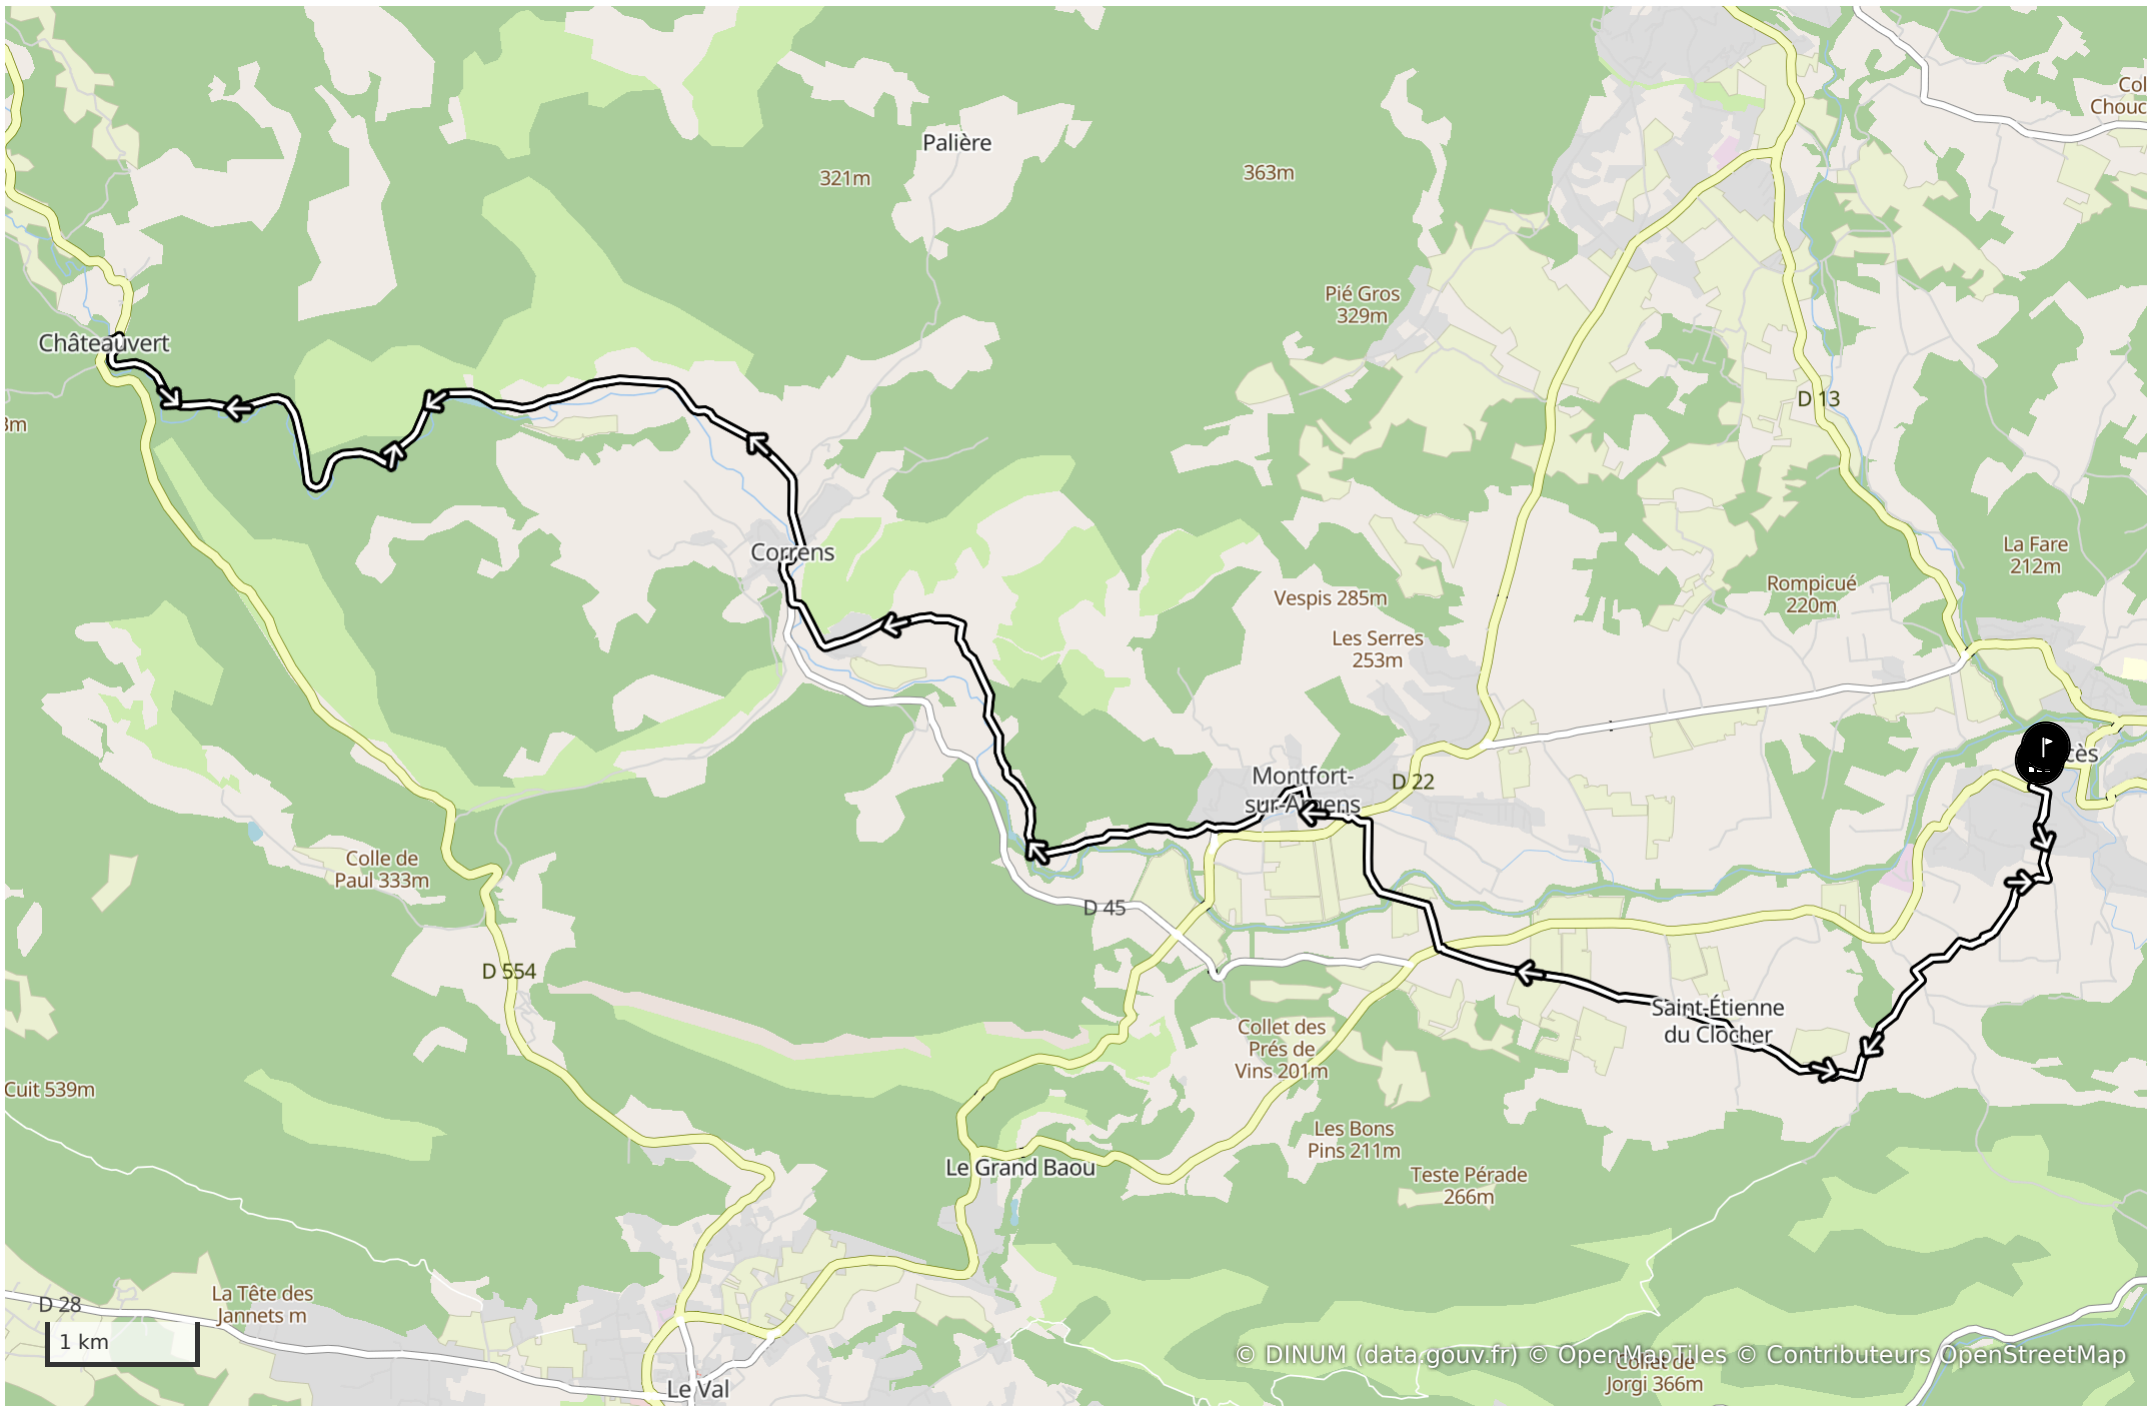 Col
Chouc
Palière
321m
363m
Pié Gros
329m
Châteauvert
D 13
3m
Correns
La Fare
212m
Rompicué
220m
Vespis 285m
Les Serres
253m
cès
Montfort-
sur-Argens
D 22
Colle de
Paul 333m
D 45
D 554
Saint-Étienne
du Clocher
Collet des
Prés de
Vins 201m
Cuit 539m
Les Bons
Pins 211m
Le Grand Baou
Teste Pérade
266m
La Tête des
Jannets m
D 28
1 km
© DINUM (data.gouv.fr) © OpenMapTiles © Contributeurs OpenStreetMap
Collet de
Jorgi 366m
Le Val